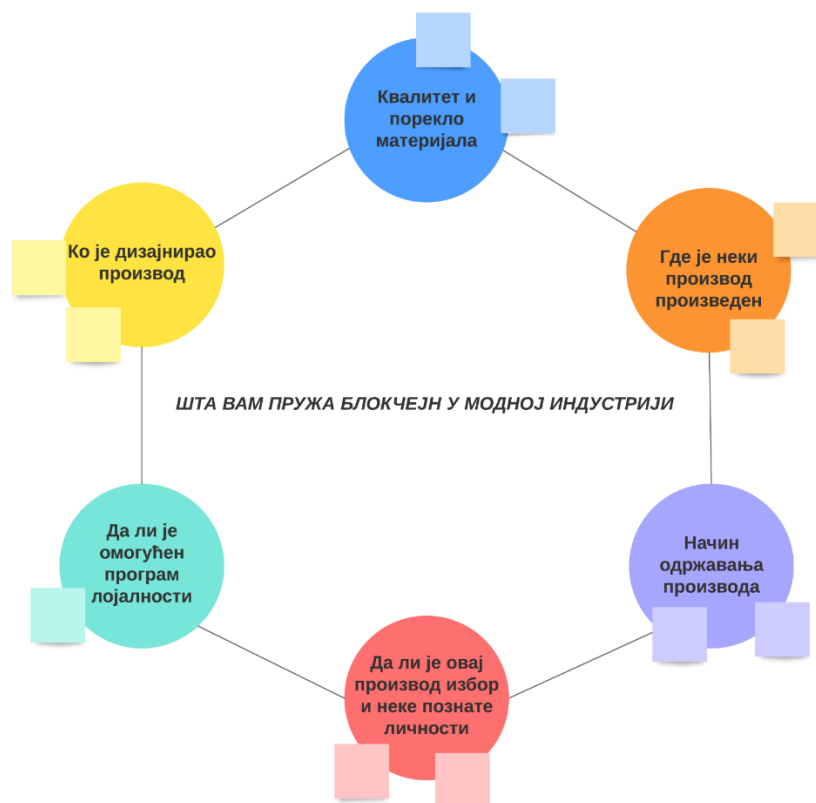 Квалитет и
порекло
материјала
Ко је дизајнирао
производ
Где је неки
производ
произведен
ШТА ВАМ ПРУЖА БЛОКЧЕЈН У МОДНОЈ ИНДУСТРИЈИ
Да ли је
омогућен
програм
лојалности
Начин
одржавања
производа
Да ли је овај
производ избор
и неке познате
личности